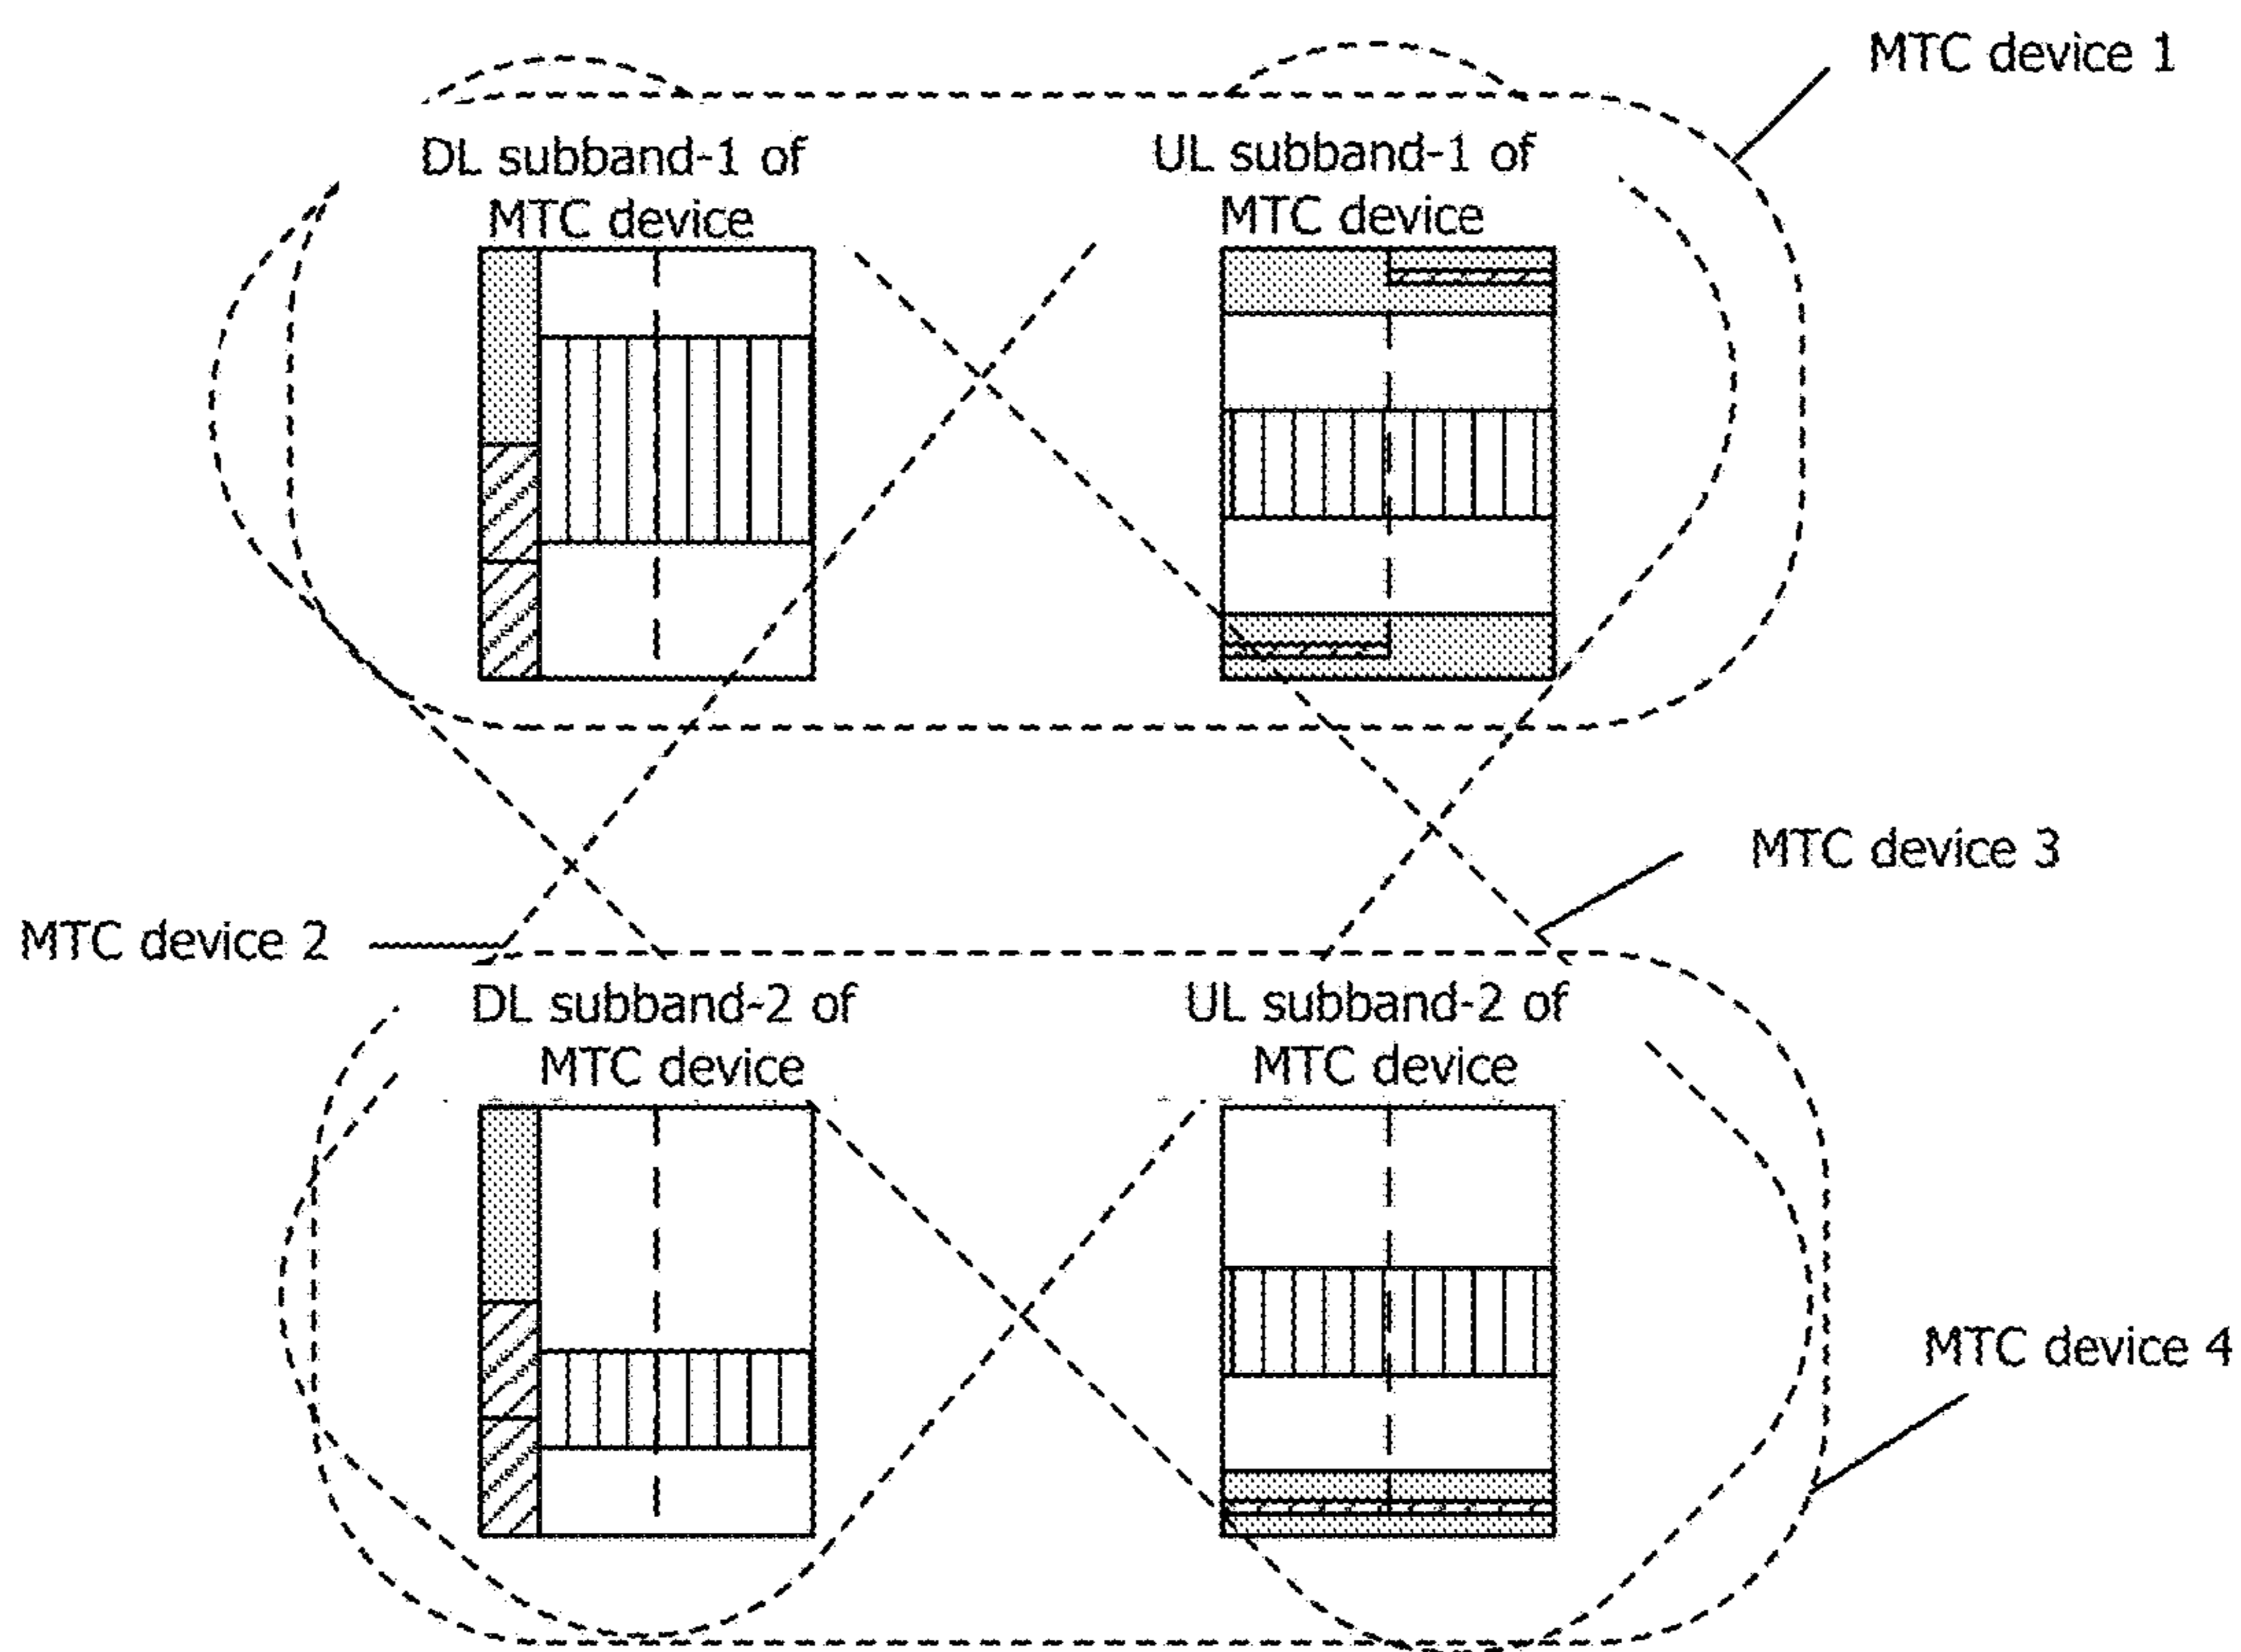 MTC device 1
DL subband-1 of
MTC device
UL subband-1 of
MTC device
MTC device 3
MTC device 2
DL subband-2 of
MTC device
UL subband-2 of
MTC device
MTC device 4